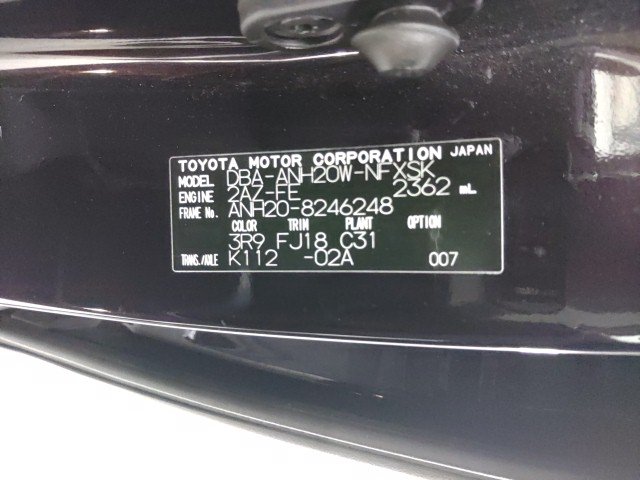 TOYOTA MOTOR CORPORATION JAPAN
MODEL DBA-ANH20W-NFXSK
ENGINE 2AZ-FE 2362 mL
FRAME No. ANH20-8246248
COLOR TRIM PLANT OPTION
3R9 FJ18 C31
TRANS./AXLE K112 -02A 007